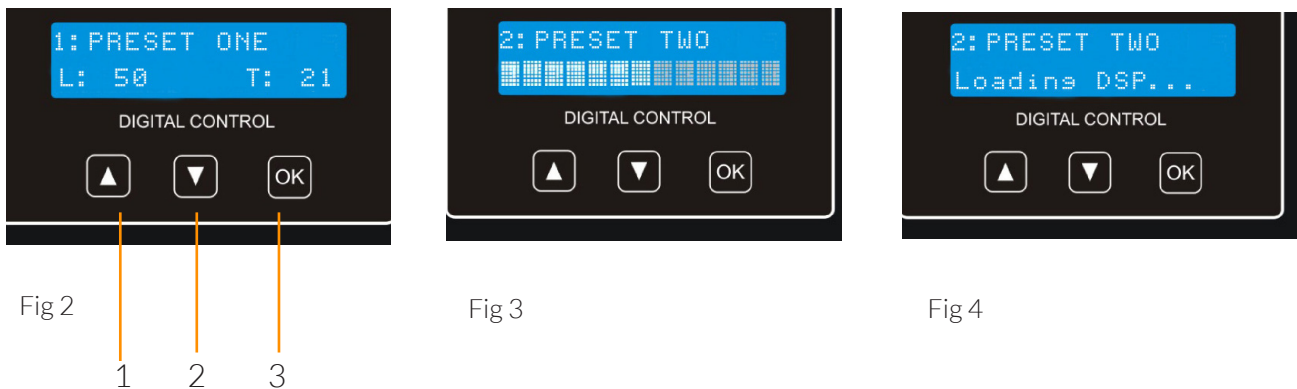 1: PRESET ONE
L: 50 T: 21
DIGITAL CONTROL
OK
Fig 2
1 2 3
2: PRESET TWO
DIGITAL CONTROL
OK
Fig 3
2: PRESET TWO
Loading DSP...
DIGITAL CONTROL
OK
Fig 4